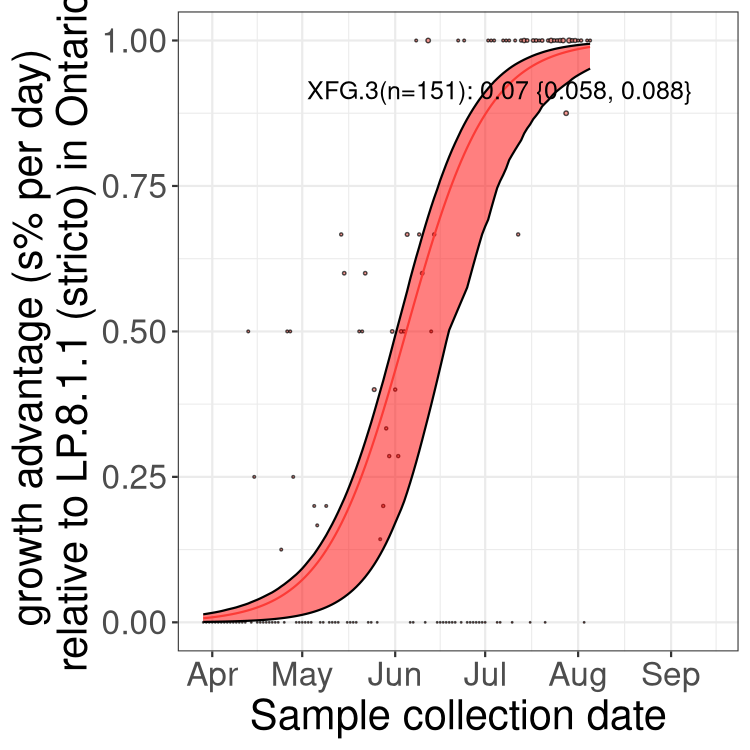 growth advantage (s% per day)
relative to LP.8.1.1 (stricto) in Ontario
1.00
0.75
0.50
0.25
0.00
XFG.3(n=151): 0.07 {0.058, 0.088}
Apr May Jun Jul Aug Sep
Sample collection date